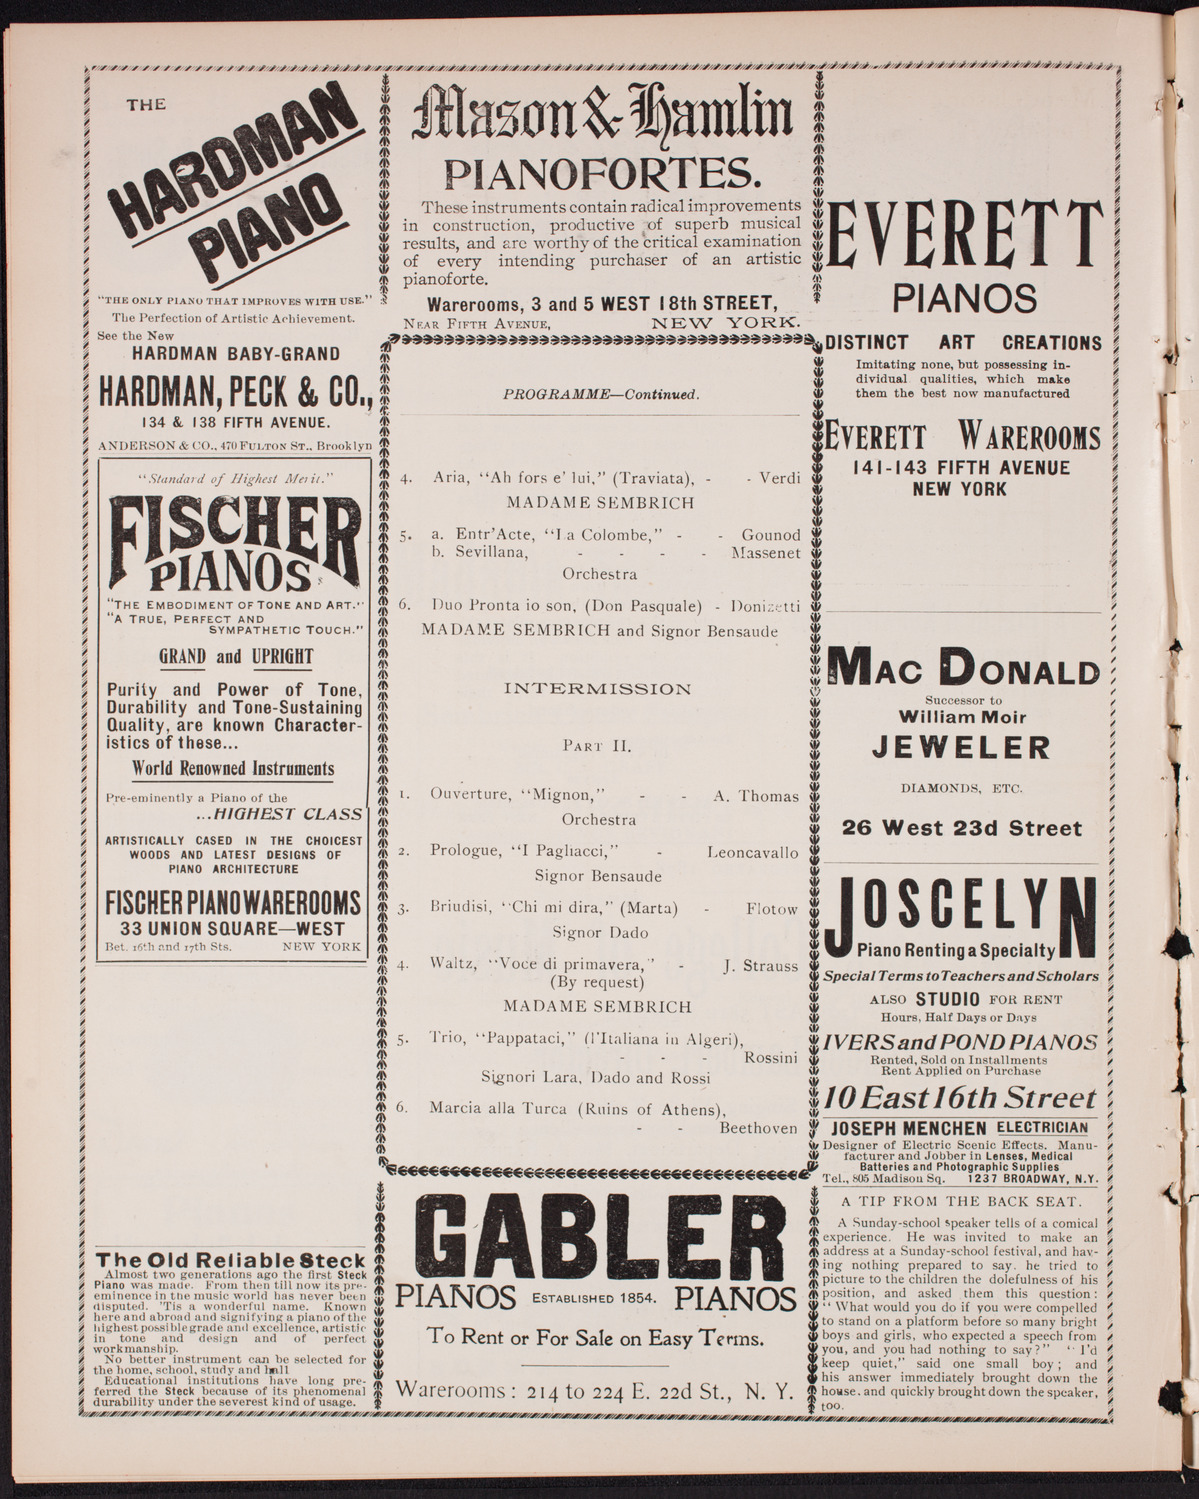 THE
HARDMAN
PIANO
"THE ONLY PIANO THAT IMPROVES WITH USE."
The Perfection of Artistic Achievement.
See the New
HARDMAN BABY-GRAND
HARDMAN, PECK & CO.,
134 & 138 FIFTH AVENUE.
ANDERSON & CO., 470 FULTON ST., Brooklyn
"Standard of Highest Merit."
FISCHER
PIANOS
"THE EMBODIMENT OF TONE AND ART."
"A TRUE, PERFECT AND
SYMPATHETIC TOUCH."
GRAND and UPRIGHT
Purity and Power of Tone,
Durability and Tone-Sustaining
Quality, are known Character-
istics of these...
World Renowned Instruments
Pre-eminently a Piano of the
...HIGHEST CLASS
ARTISTICALLY CASED IN THE CHOICEST
WOODS AND LATEST DESIGNS OF
PIANO ARCHITECTURE
FISCHER PIANO WAREROOMS
33 UNION SQUARE—WEST
Bet. 16th and 17th Sts. NEW YORK
The Old Reliable Steck
Almost two generations ago the first Steck
Piano was made. From then till now its pre-
eminence in the music world has never been
disputed. 'Tis a wonderful name. Known
here and abroad and signifying a piano of the
highest possible grade and excellence, artistic
in tone and design and of perfect
workmanship.
No better instrument can be selected for
the home, school, study and hall
Educational institutions have long pre-
ferred the Steck because of its phenomenal
durability under the severest kind of usage.
Mason & Hamlin
PIANOFORTES.
These instruments contain radical improvements
in construction, productive of superb musical
results, and are worthy of the critical examination
of every intending purchaser of an artistic
pianoforte.
Warerooms, 3 and 5 WEST 18th STREET,
NEAR FIFTH AVENUE, NEW YORK.
PROGRAMME—Continued.
4. Aria, "Ah fors e' lui," (Traviata), - - Verdi
MADAME SEMBRICH
5. a. Entr'Acte, "La Colombe," - - Gounod
b. Sevillana, - - - - Massenet
Orchestra
6. Duo Pronta io son, (Don Pasquale) - Donizetti
MADAME SEMBRICH and Signor Bensaude
INTERMISSION
PART II.
1. Ouverture, "Mignon," - - A. Thomas
Orchestra
2. Prologue, "I Pagliacci," - Leoncavallo
Signor Bensaude
3. Briudisi, "Chi mi dira," (Marta) - Flotow
Signor Dado
4. Waltz, "Voce di primavera," - J. Strauss
(By request)
MADAME SEMBRICH
5. Trio, "Pappataci," (l'Italiana in Algeri),
- - - Rossini
Signori Lara, Dado and Rossi
6. Marcia alla Turca (Ruins of Athens),
- - Beethoven
GABLER
PIANOS ESTABLISHED 1854. PIANOS
To Rent or For Sale on Easy Terms.
Warerooms: 214 to 224 E. 22d St., N. Y.
EVERETT
PIANOS
DISTINCT ART CREATIONS
Imitating none, but possessing in-
dividual qualities, which make
them the best now manufactured
EVERETT WAREROOMS
141-143 FIFTH AVENUE
NEW YORK
MAC DONALD
Successor to
William Moir
JEWELER
DIAMONDS, ETC.
26 West 23d Street
JOSCELYN
Piano Renting a Specialty
Special Terms to Teachers and Scholars
ALSO STUDIO FOR RENT
Hours, Half Days or Days
IVERS and POND PIANOS
Rented, Sold on Installments
Rent Applied on Purchase
10 East 16th Street
JOSEPH MENCHEN ELECTRICIAN
Designer of Electric Scenic Effects. Manu-
facturer and Jobber in Lenses, Medical
Batteries and Photographic Supplies
Tel., 805 Madison Sq. 1237 BROADWAY, N.Y.
A TIP FROM THE BACK SEAT.
A Sunday-school speaker tells of a comical
experience. He was invited to make an
address at a Sunday-school festival, and hav-
ing nothing prepared to say, he tried to
picture to the children the dolefulness of his
position, and asked them this question:
"What would you do if you were compelled
to stand on a platform before so many bright
boys and girls, who expected a speech from
you, and you had nothing to say?" "I'd
keep quiet," said one small boy; and
his answer immediately brought down the
house, and quickly brought down the speaker,
too.